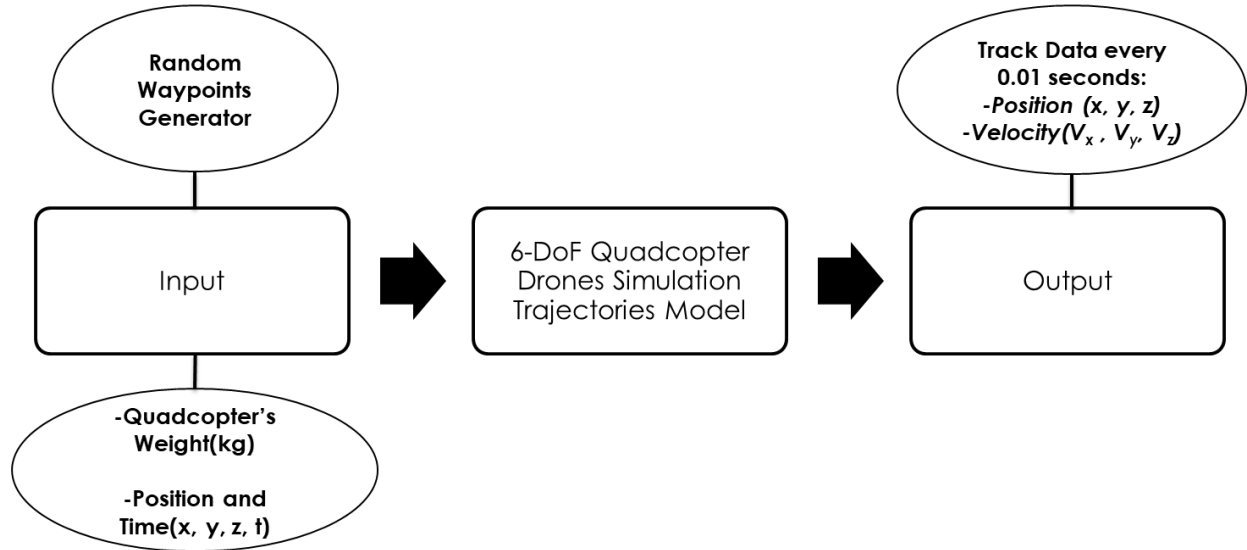 Random
Waypoints
Generator
Input
-Quadcopter's
Weight(kg)
-Position and
Time(x, y, z, t)
6-DoF Quadcopter
Drones Simulation
Trajectories Model
Track Data every
0.01 seconds:
-Position (x, y, z)
-Velocity(Vx , Vy, Vz)
Output